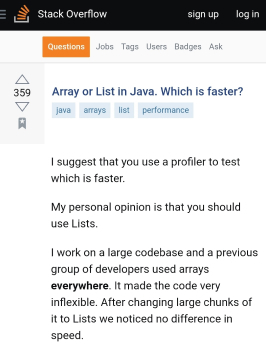 Stack Overflow sign up log in
Questions Jobs Tags Users Badges Ask
359
Array or List in Java. Which is faster?
java arrays list performance
I suggest that you use a profiler to test
which is faster.
My personal opinion is that you should
use Lists.
I work on a large codebase and a previous
group of developers used arrays
everywhere. It made the code very
inflexible. After changing large chunks of
it to Lists we noticed no difference in
speed.